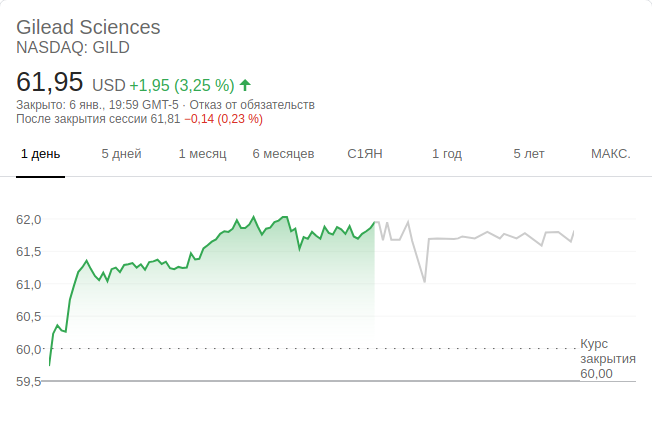 Gilead Sciences
NASDAQ: GILD
61,95 USD +1,95 (3,25 %)
Закрыто: 6 янв., 19:59 GMT-5 · Отказ от обязательств
После закрытия сессии 61,81 −0,14 (0,23 %)
1 день 5 дней 1 месяц 6 месяцев С1ЯН 1 год 5 лет МАКС.
62,0
61,5
61,0
60,5
60,0
59,5
Курс
закрытия
60,00